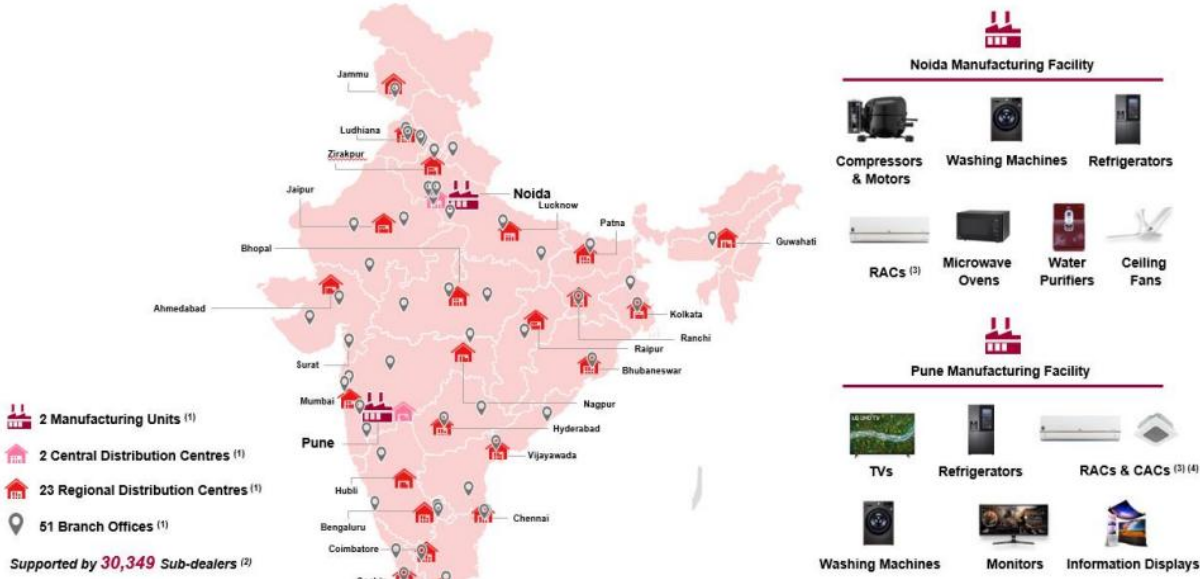 Jammu
Ludhiana
Zirakpur
Jaipur
Noida
Lucknow
Patna
Guwahati
Bhopal
Ahmedabad
Kolkata
Ranchi
Raipur
Surat
Bhubaneswar
Mumbai
Nagpur
Pune
Hyderabad
Vijayawada
Hubli
Bengaluru
Chennai
Coimbatore
2 Manufacturing Units (1)
2 Central Distribution Centres (1)
23 Regional Distribution Centres (1)
51 Branch Offices (1)
Supported by 30,349 Sub-dealers (2)
Noida Manufacturing Facility
Compressors
& Motors
Washing Machines
Refrigerators
RACs (3)
Microwave
Ovens
Water
Purifiers
Ceiling
Fans
Pune Manufacturing Facility
TVs
Refrigerators
RACs & CACs (3) (4)
Washing Machines
Monitors
Information Displays